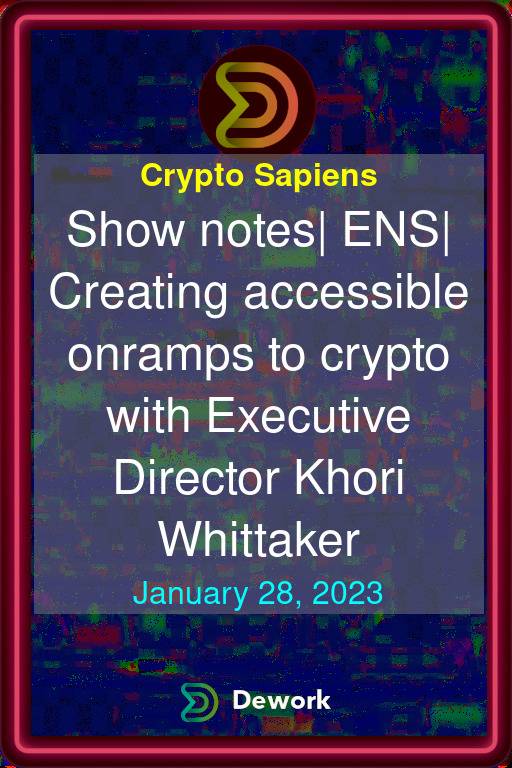 Crypto Sapiens
Show notes| ENS|
Creating accessible
onramps to crypto
with Executive
Director Khori
Whittaker
January 28, 2023
Dework